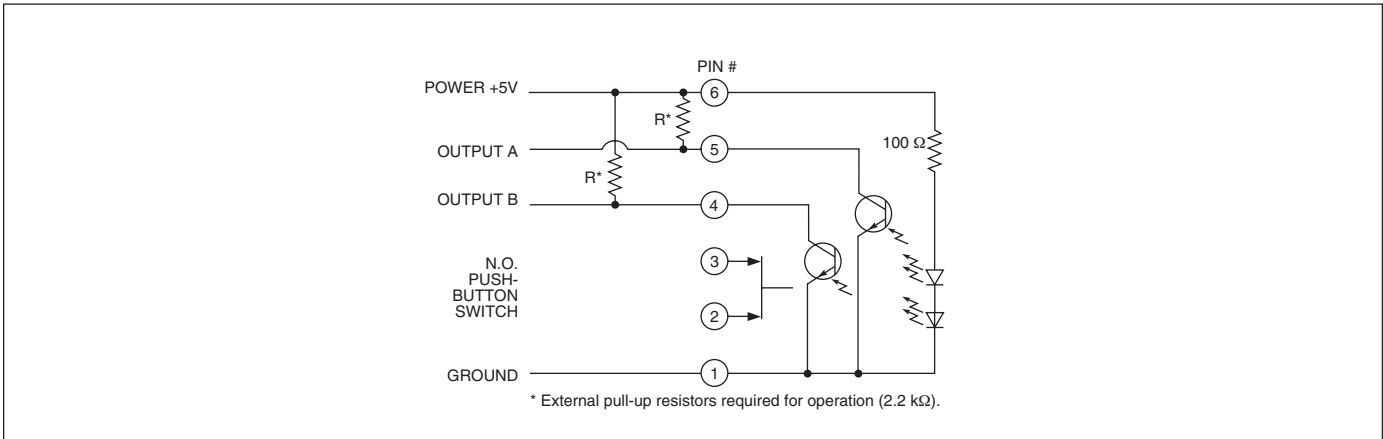 PIN #
POWER +5V
6
R*
100 Ω
OUTPUT A
5
R*
OUTPUT B
4
N.O.
PUSH-
BUTTON
SWITCH
3
2
GROUND
1
* External pull-up resistors required for operation (2.2 kΩ).